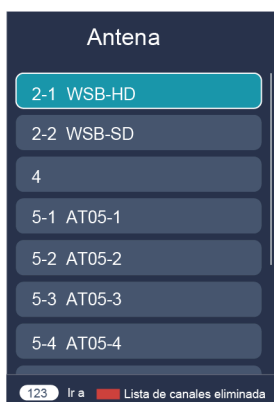 Antena
2-1 WSB-HD
2-2 WSB-SD
4
5-1 AT05-1
5-2 AT05-2
5-3 AT05-3
5-4 AT05-4
123 Ir a Lista de canales eliminada